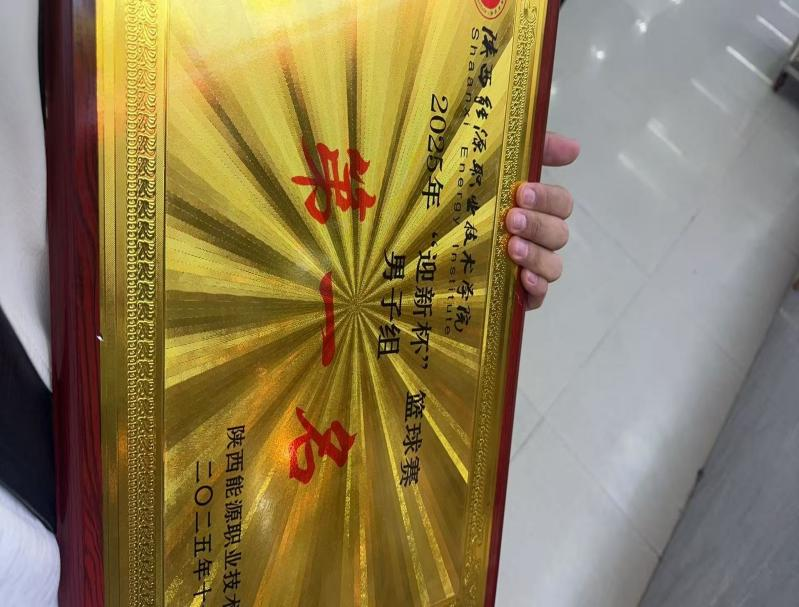 陕西能源职业技术学院
Shaanxi Energy Institute
2025年“迎新杯”篮球赛
男子组
第一名
陕西能源职业技术
二〇二五年十